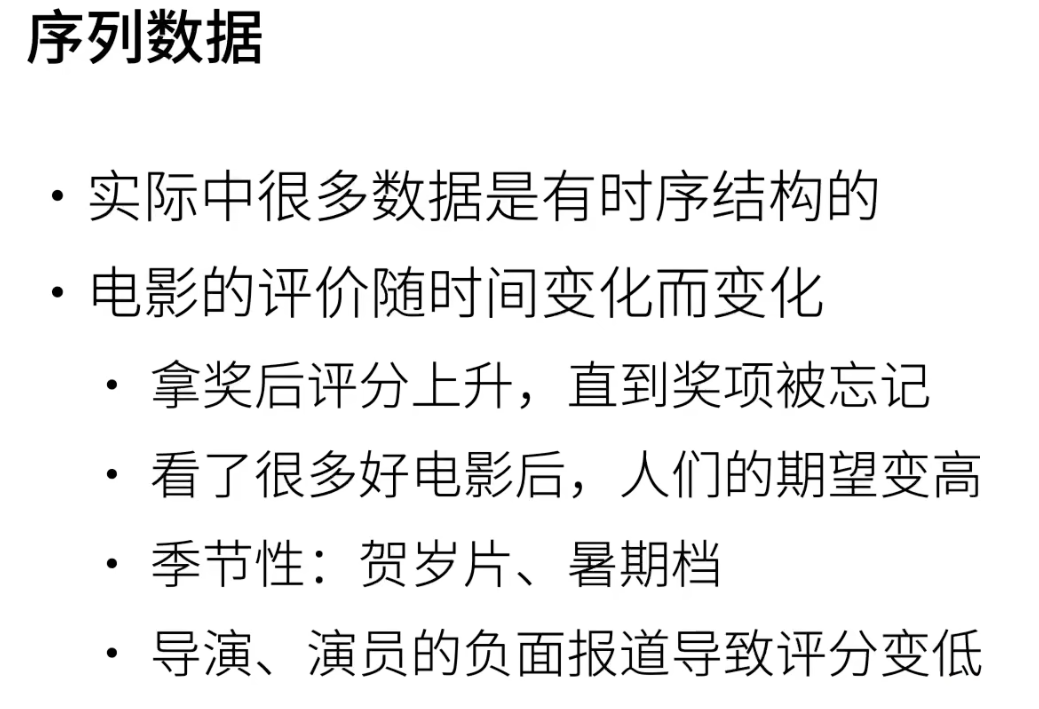 序列数据
• 实际中很多数据是有时序结构的
• 电影的评价随时间变化而变化
• 拿奖后评分上升，直到奖项被忘记
• 看了很多好电影后，人们的期望变高
• 季节性：贺岁片、暑期档
• 导演、演员的负面报道导致评分变低